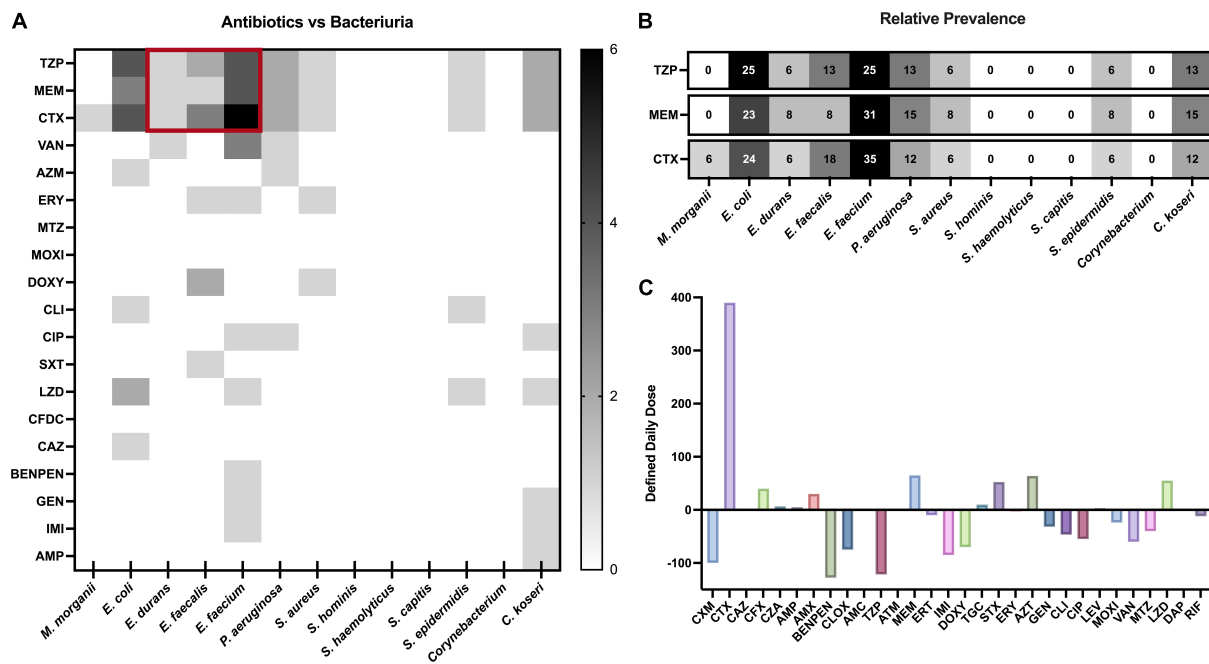 A
Antibiotics vs Bacteriuria
TZP
MEM
CTX
VAN
AZM
ERY
MTZ
MOXI
DOXY
CLI
CIP
SXT
LZD
CFDC
CAZ
BENPEN
GEN
IMI
AMP
M. morganii
E. coli
E. durans
E. faecalis
E. faecium
P. aeruginosa
S. aureus
S. hominis
S. haemolyticus
S. capitis
S. epidermidis
Corynebacterium
C. koseri
6
4
2
0
B
Relative Prevalence
TZP 0 25 6 13 25 13 6 0 0 0 6 0 13
MEM 0 23 8 8 31 15 8 0 0 0 8 0 15
CTX 6 24 6 18 35 12 6 0 0 0 6 0 12
M. morganii
E. coli
E. durans
E. faecalis
E. faecium
P. aeruginosa
S. aureus
S. hominis
S. haemolyticus
S. capitis
S. epidermidis
Corynebacterium
C. koseri
C
Defined Daily Dose
400
300
200
100
0
-100
CXM
CTX
CAZ
CFX
CZA
AMP
AMX
BENPEN
CLOX
AMC
TZP
ATM
MEM
ERT
IMI
DOXY
TGC
STX
ERY
AZT
GEN
CLI
CIP
LEV
MOXI
VAN
MTZ
LZD
DAP
RIF